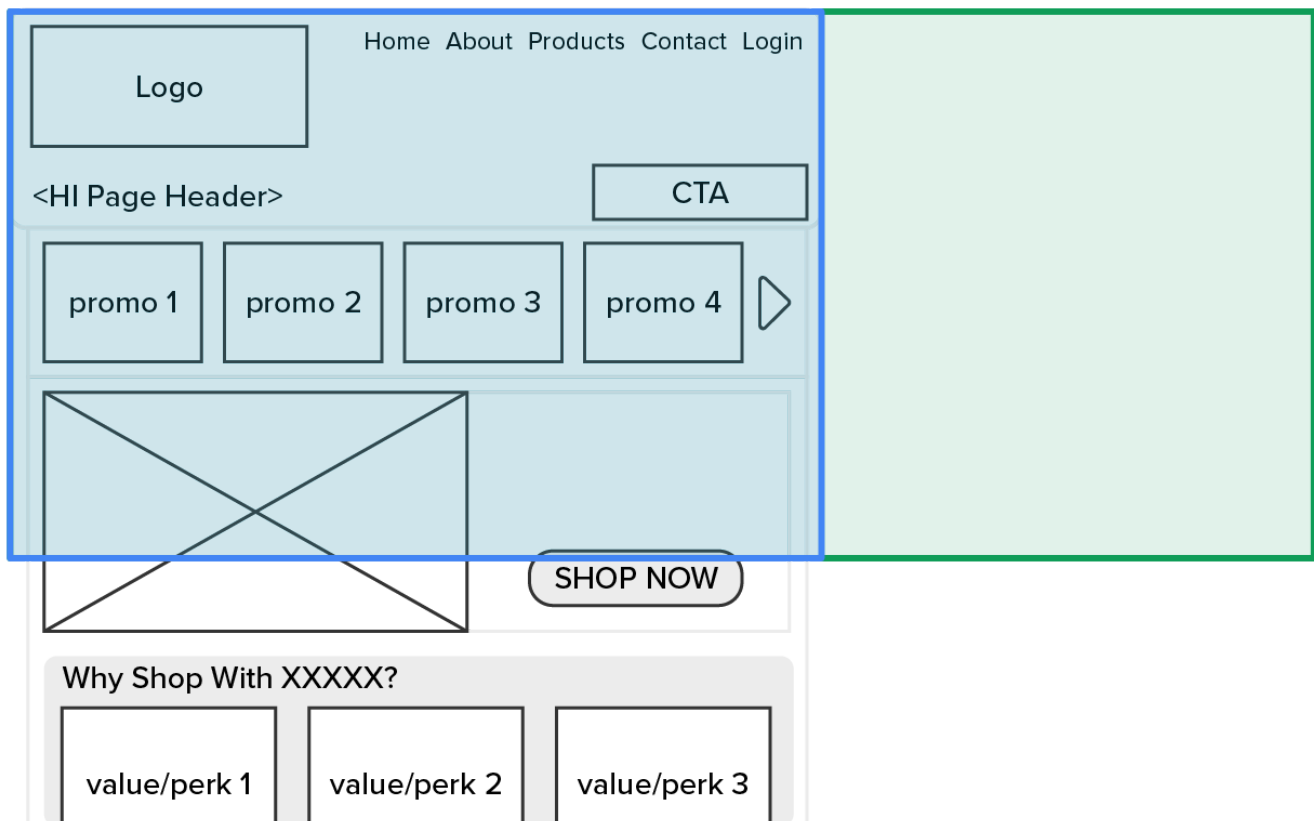 Home About Products Contact Login
Logo
<HI Page Header>
CTA
promo 1 promo 2 promo 3 promo 4
SHOP NOW
Why Shop With XXXXX?
value/perk 1 value/perk 2 value/perk 3